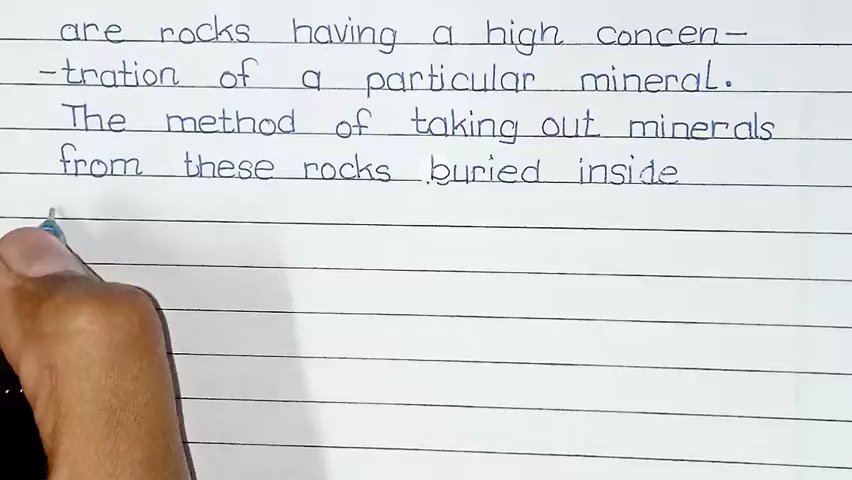 are rocks having a high concen-
-tration of a particular mineral.
The method of taking out minerals
from these rocks buried inside